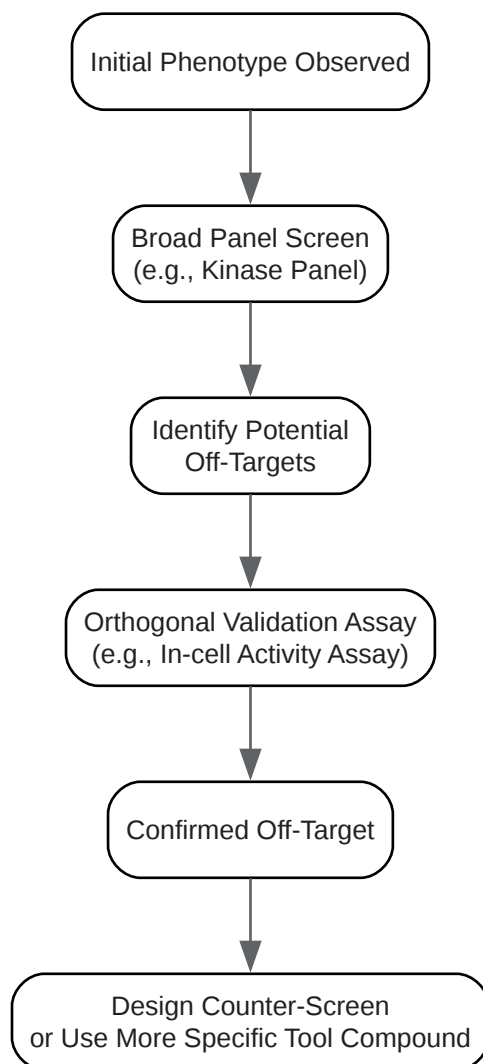 Initial Phenotype Observed
Broad Panel Screen
(e.g., Kinase Panel)
Identify Potential
Off-Targets
Orthogonal Validation Assay
(e.g., In-cell Activity Assay)
Confirmed Off-Target
Design Counter-Screen
or Use More Specific Tool Compound